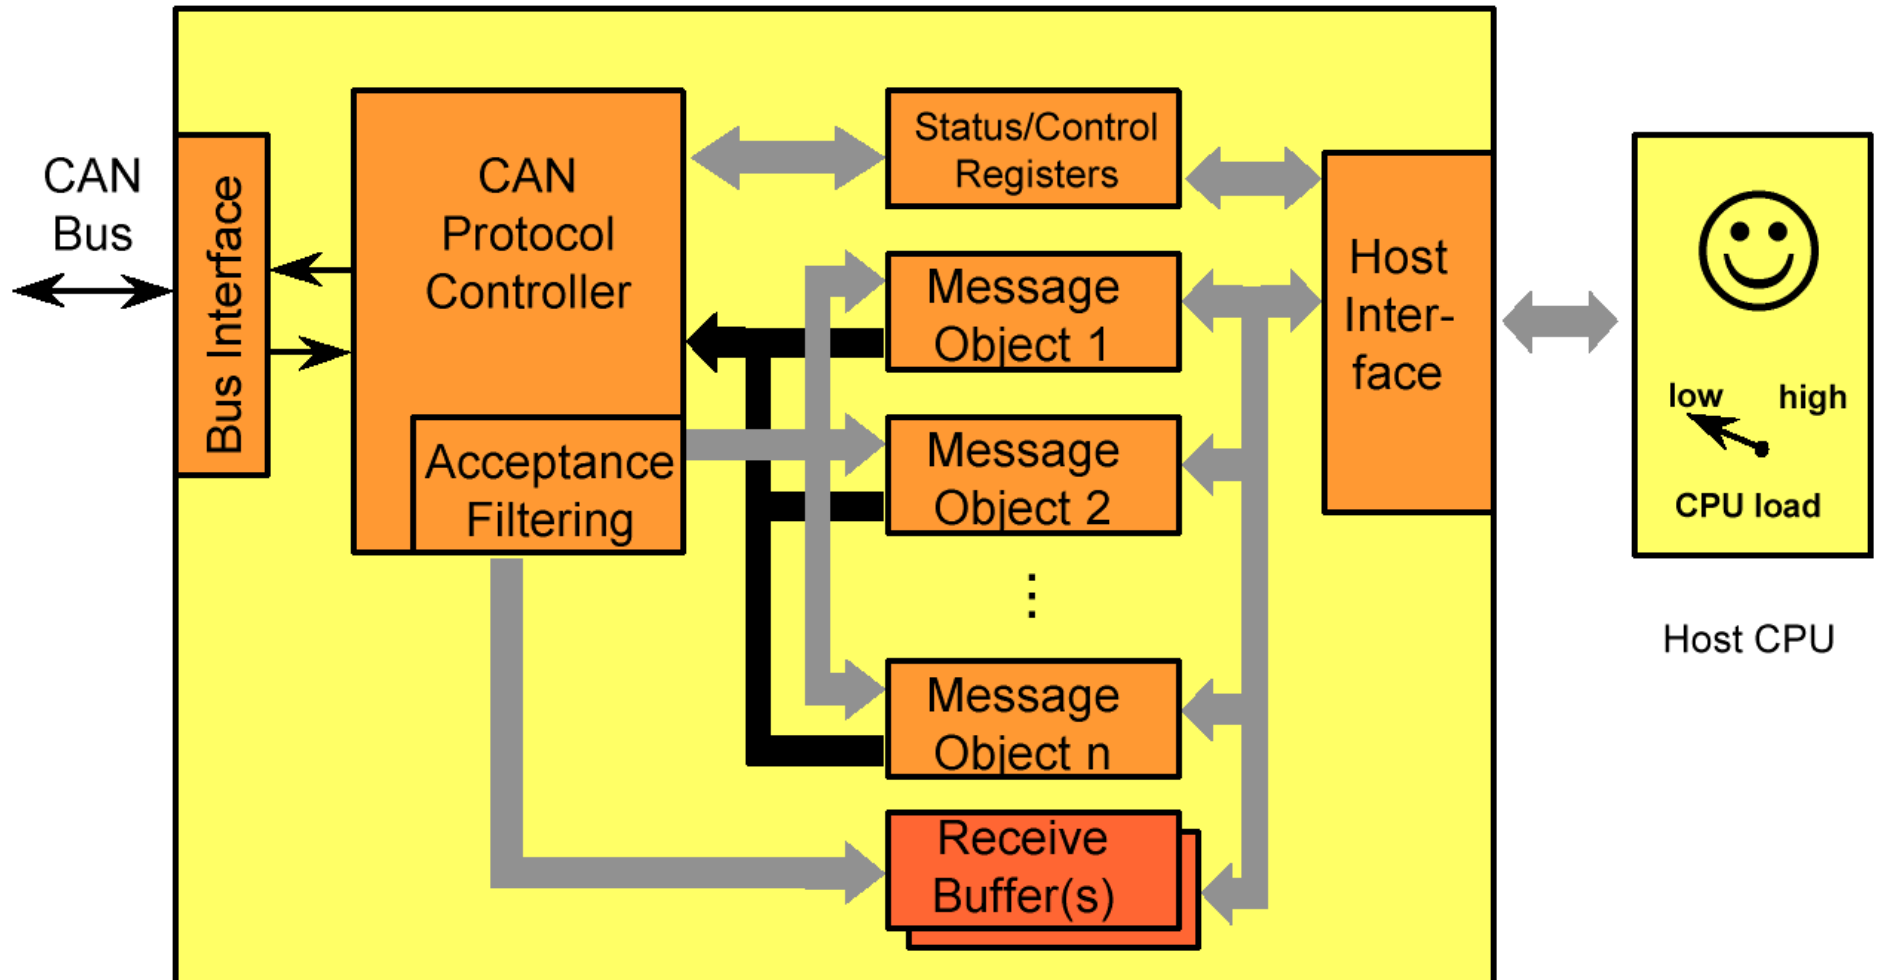 CAN
Bus
Bus Interface
CAN
Protocol
Controller
Acceptance
Filtering
Status/Control
Registers
Message
Object 1
Message
Object 2
⋮
Message
Object n
Receive
Buffer(s)
Host
Inter-
face
low high
CPU load
Host CPU